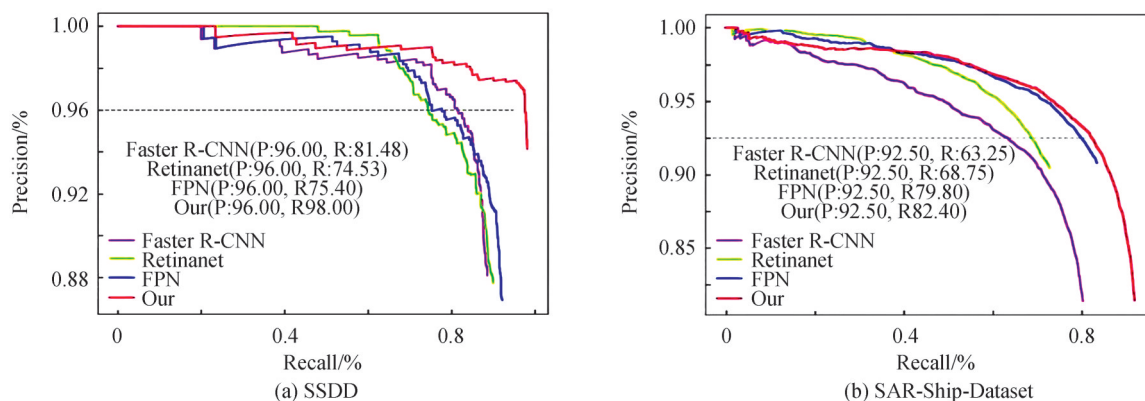 1.00
0.96
0.92
0.88
Precision/%
Faster R-CNN(P:96.00, R:81.48)
Retinanet(P:96.00, R:74.53)
FPN(P:96.00, R75.40)
Our(P:96.00, R98.00)
Faster R-CNN
Retinanet
FPN
Our
0 0.4 0.8
Recall/%
(a) SSDD
1.00
0.95
0.90
0.85
Precision/%
Faster R-CNN(P:92.50, R:63.25)
Retinanet(P:92.50, R:68.75)
FPN(P:92.50, R79.80)
Our(P:92.50, R82.40)
Faster R-CNN
Retinanet
FPN
Our
0 0.4 0.8
Recall/%
(b) SAR-Ship-Dataset